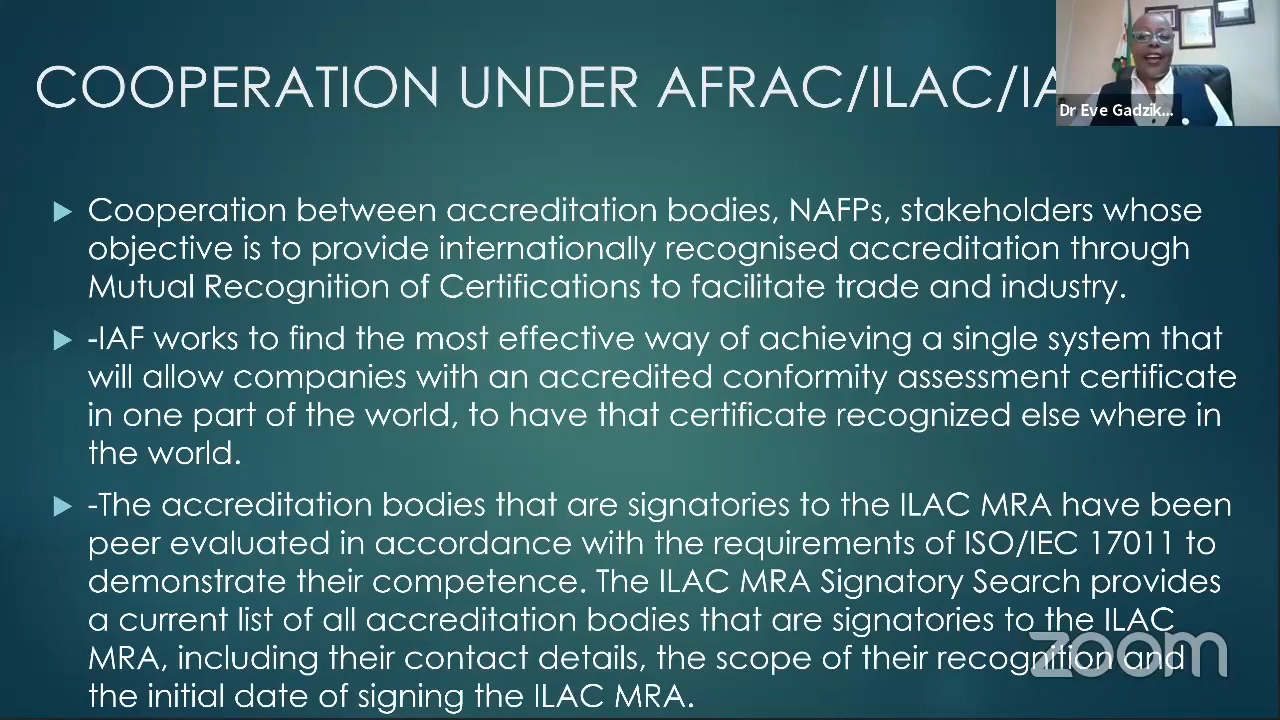 COOPERATION UNDER AFRAC/ILAC/IA
Dr Eve Gadzik...
Cooperation between accreditation bodies, NAFPs, stakeholders whose
objective is to provide internationally recognised accreditation through
Mutual Recognition of Certifications to facilitate trade and industry.
-IAF works to find the most effective way of achieving a single system that
will allow companies with an accredited conformity assessment certificate
in one part of the world, to have that certificate recognized else where in
the world.
-The accreditation bodies that are signatories to the ILAC MRA have been
peer evaluated in accordance with the requirements of ISO/IEC 17011 to
demonstrate their competence. The ILAC MRA Signatory Search provides
a current list of all accreditation bodies that are signatories to the ILAC
MRA, including their contact details, the scope of their recognition and
the initial date of signing the ILAC MRA.
zoom